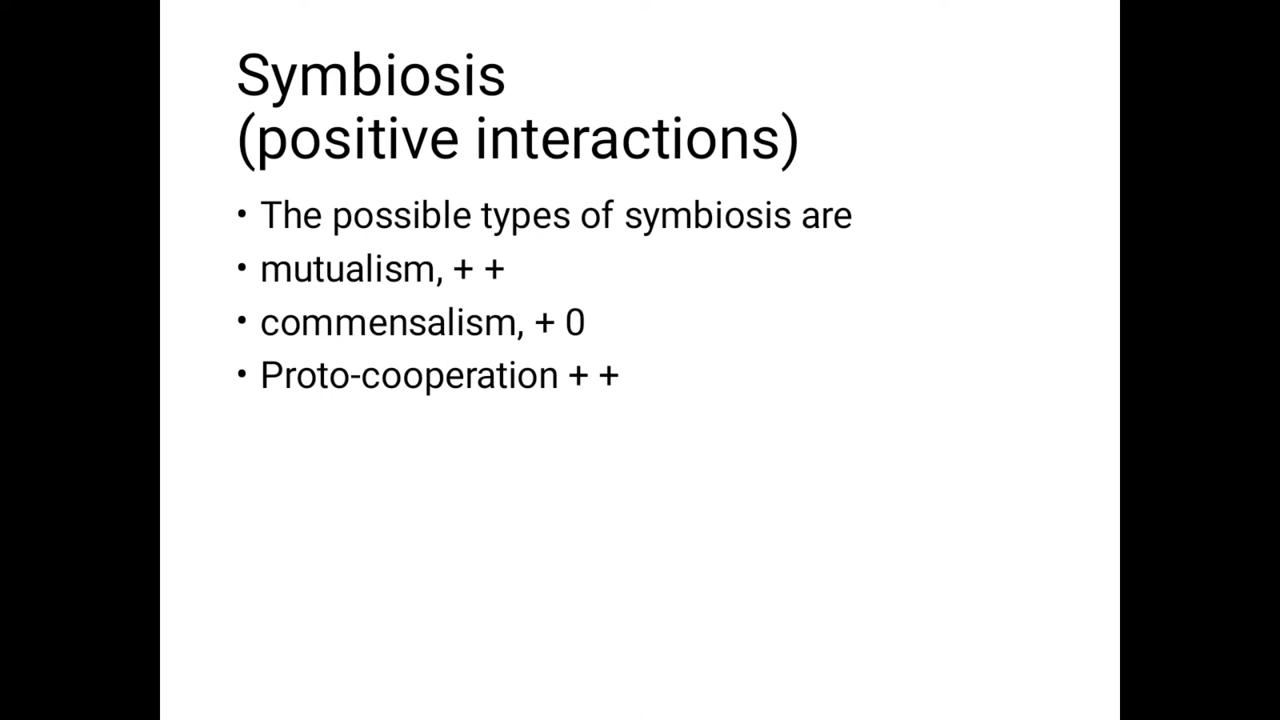 Symbiosis
(positive interactions)
• The possible types of symbiosis are
• mutualism, + +
• commensalism, + 0
• Proto-cooperation + +